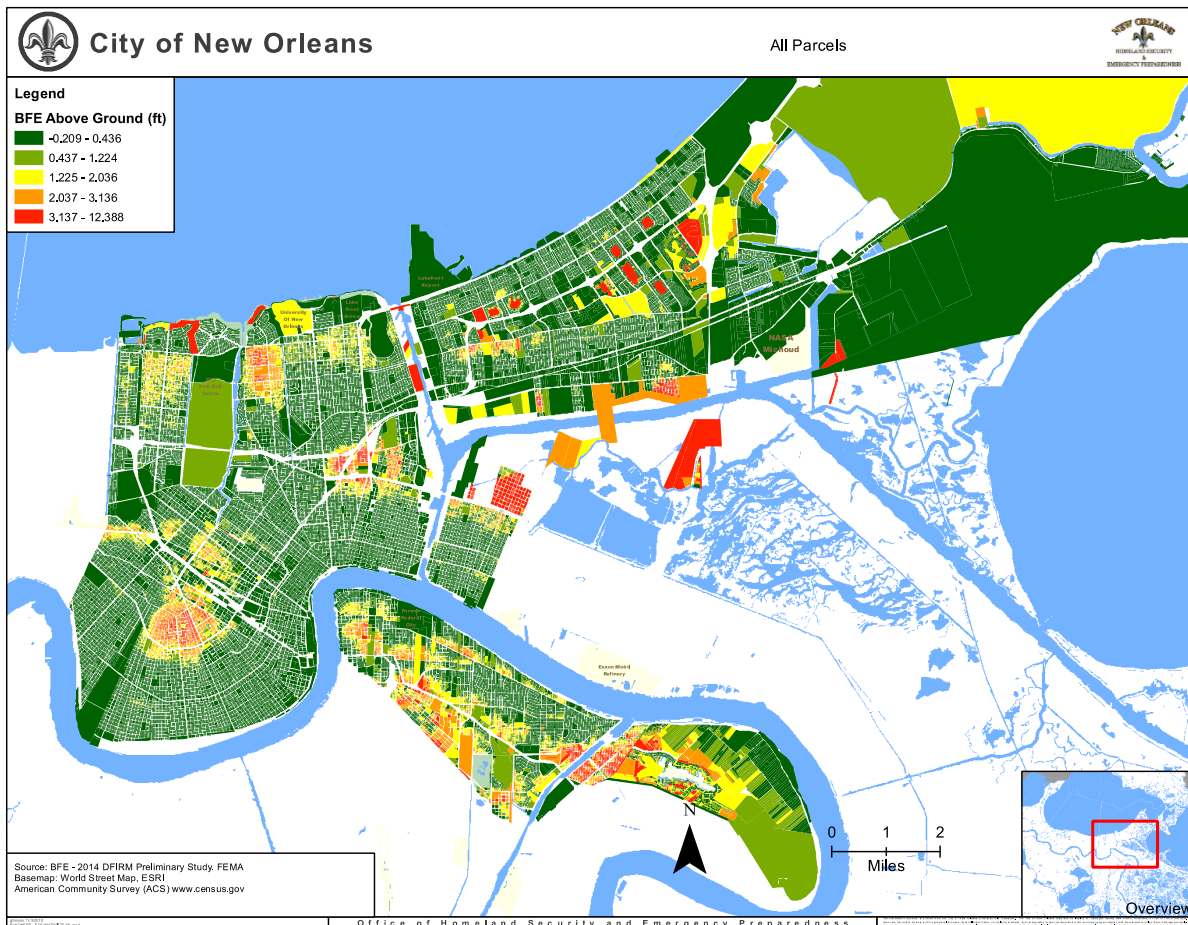 City of New Orleans
All Parcels
NEW ORLEANS
HOMELAND SECURITY
&
EMERGENCY PREPAREDNESS
Legend
BFE Above Ground (ft)
-0.209 - 0.436
0.437 - 1.224
1.225 - 2.036
2.037 - 3.136
3.137 - 12.388
Lakefront
Airport
University
Of New
Orleans
Lake
NASA
Michoud
Federal
City
Exxon Mobil
Refinery
N
0 1 2
Miles
Source: BFE - 2014 DFIRM Preliminary Study. FEMA
Basemap: World Street Map, ESRI
American Community Survey (ACS) www.census.gov
Overview
Office of Homeland Security and Emergency Preparedness